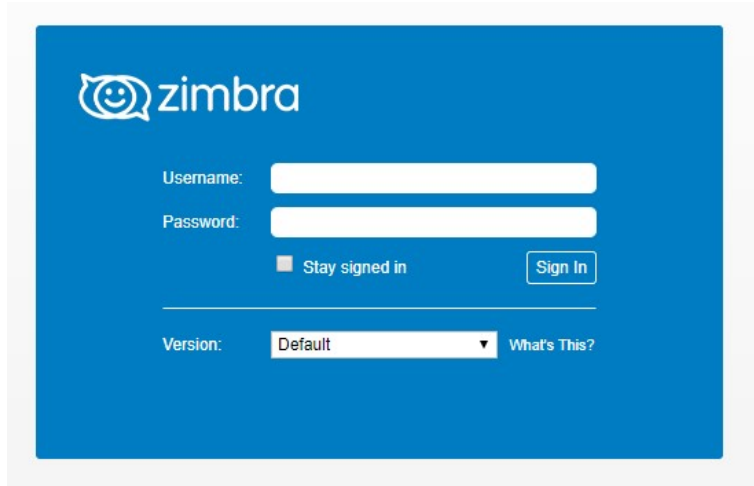 zimbra
Username:
Password:
Stay signed in
Sign In
Version:
Default
What's This?